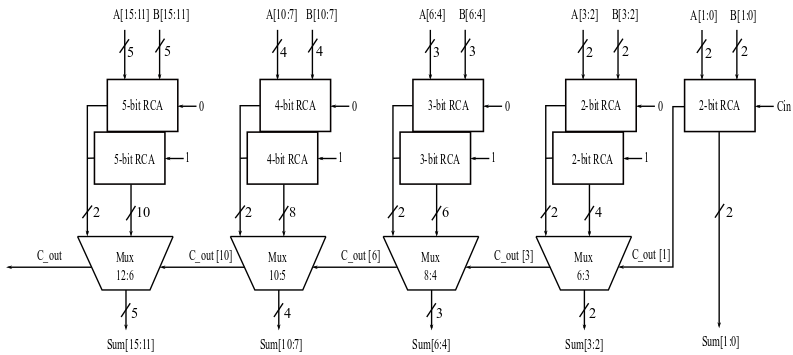 A[15:11] B[15:11] A[10:7] B[10:7] A[6:4] B[6:4] A[3:2] B[3:2] A[1:0] B[1:0]
5 5 4 4 3 3 2 2 2 2
5-bit RCA 0 4-bit RCA 0 3-bit RCA 0 2-bit RCA 0 2-bit RCA Cin
5-bit RCA 1 4-bit RCA 1 3-bit RCA 1 2-bit RCA 1
2 10 2 8 2 6 2 4 2
C_out Mux C_out [10] Mux C_out [6] Mux C_out [3] Mux C_out [1]
12:6 10:5 8:4 6:3
5 4 3 2
Sum[15:11] Sum[10:7] Sum[6:4] Sum[3:2] Sum[1:0]